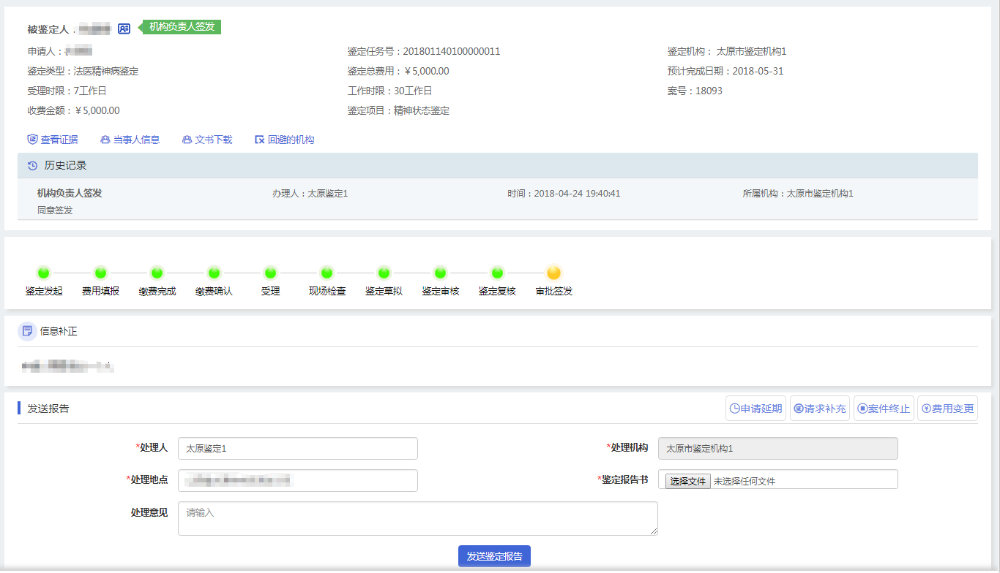 被鉴定人： 机构负责人签发
申请人： 鉴定任务号：201801140100000011 鉴定机构： 太原市鉴定机构1
鉴定类型：法医精神病鉴定 鉴定总费用：￥5,000.00 预计完成日期：2018-05-31
受理时限：7工作日 工作时限：30工作日 案号：18093
收费金额：￥5,000.00 鉴定项目：精神状态鉴定
查看证据 当事人信息 文书下载 回避的机构
历史记录
机构负责人签发 办理人：太原鉴定1 时间：2018-04-24 19:40:41 所属机构：太原市鉴定机构1
同意签发
鉴定发起 费用填报 缴费完成 缴费确认 受理 现场检查 鉴定草拟 鉴定审核 鉴定复核 审批签发
信息补正
发送报告 申请延期 请求补充 案件终止 费用变更
*处理人 太原鉴定1 *处理机构 太原市鉴定机构1
*处理地点 *鉴定报告书 选择文件 未选择任何文件
处理意见 请输入
发送鉴定报告